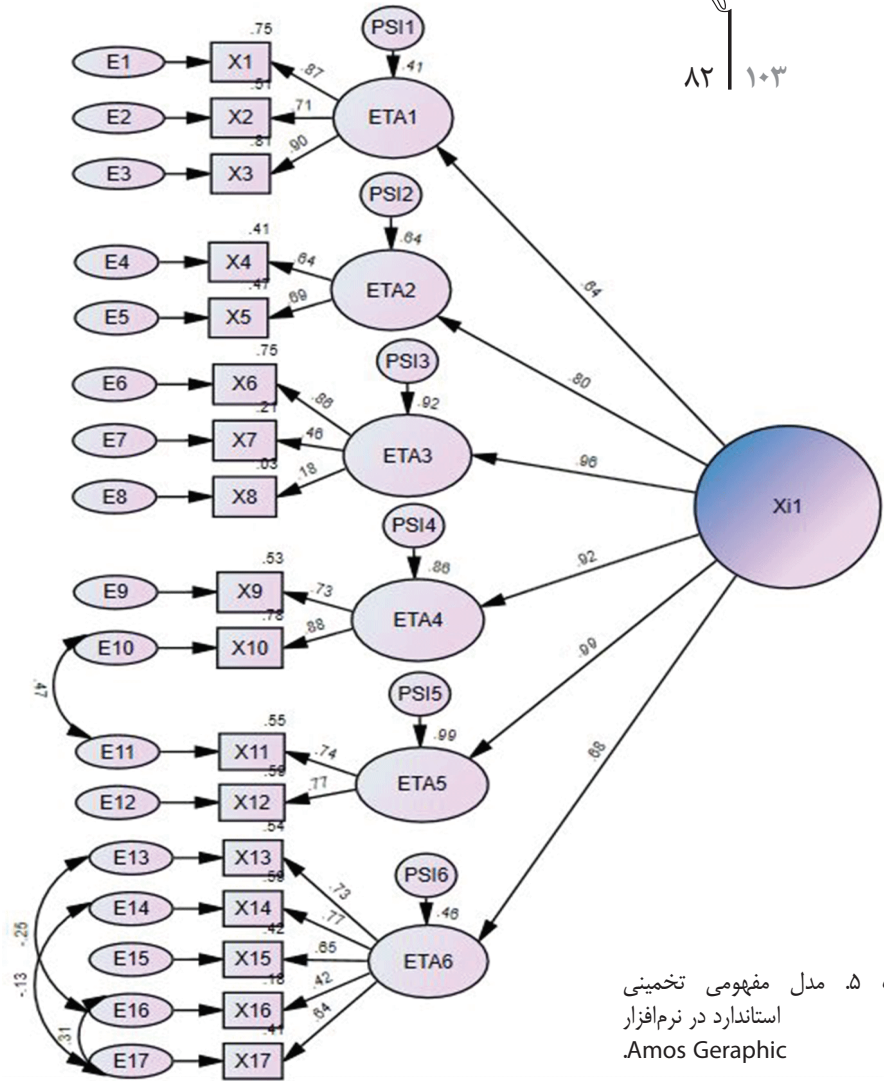 ۸۲ ۱۰۳
PSI1
.41
E1 X1 .75 .87
E2 X2 .51 .71
E3 X3 .81 .90
ETA1
PSI2
.64
E4 X4 .41 .64
E5 X5 .47 .69
ETA2
PSI3
.92
E6 X6 .75 .86
E7 X7 .21 .46
E8 X8 .03 .18
ETA3
PSI4
.86
E9 X9 .53 .73
E10 X10 .78 .88
ETA4
.47
PSI5
.99
E11 X11 .55 .74
E12 X12 .59 .77
ETA5
PSI6
.46
E13 X13 .54 .73
E14 X14 .59 .77
E15 X15 .42 .65
E16 X16 .18 .42
E17 X17 .41 .64
ETA6
-.25
-.13
.31
.64
.80
.96
.92
.99
.68
Xi1
۵. مدل مفهومی تخمینی
استاندارد در نرم‌افزار
Amos Geraphic.